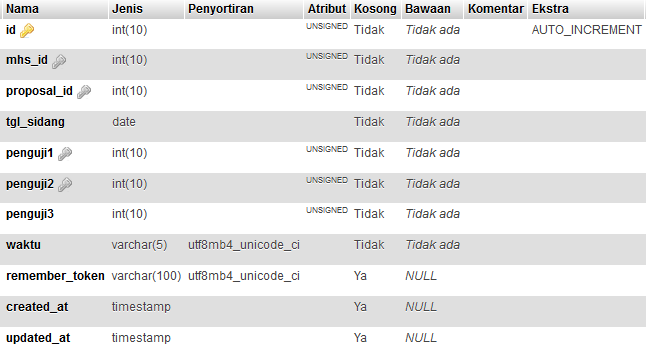 Nama Jenis Penyortiran Atribut Kosong Bawaan Komentar Ekstra
id int(10) UNSIGNED Tidak Tidak ada AUTO_INCREMENT
mhs_id int(10) UNSIGNED Tidak Tidak ada
proposal_id int(10) UNSIGNED Tidak Tidak ada
tgl_sidang date Tidak Tidak ada
penguji1 int(10) UNSIGNED Tidak Tidak ada
penguji2 int(10) UNSIGNED Tidak Tidak ada
penguji3 int(10) UNSIGNED Tidak Tidak ada
waktu varchar(5) utf8mb4_unicode_ci Tidak Tidak ada
remember_token varchar(100) utf8mb4_unicode_ci Ya NULL
created_at timestamp Ya NULL
updated_at timestamp Ya NULL